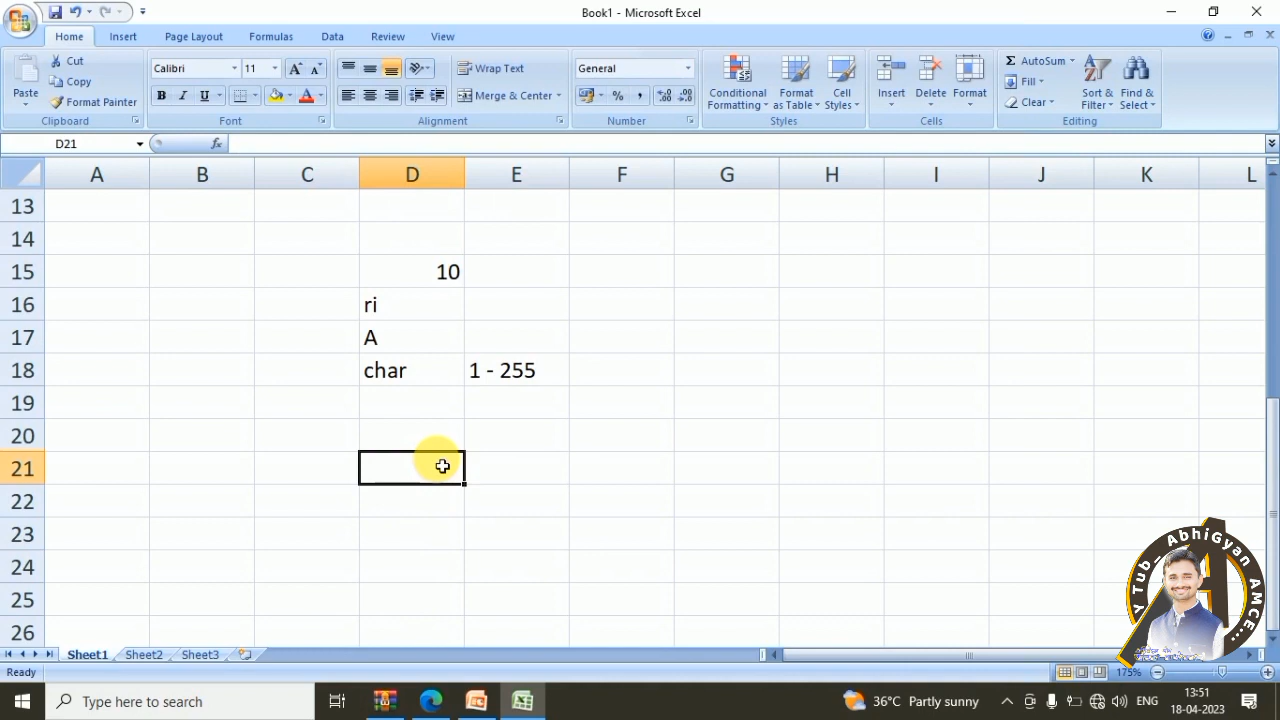 Book1 - Microsoft Excel
Home Insert Page Layout Formulas Data Review View
Paste
Cut
Copy
Format Painter
Clipboard
Calibri 11
B I U
Font
Wrap Text
Merge & Center
Alignment
General
Number
Conditional Formatting
Format as Table
Cell Styles
Styles
Insert
Delete
Format
Cells
Σ AutoSum
Fill
Clear
Sort & Filter
Find & Select
Editing
D21 fx
A B C D E F G H I J K L
13
14
15 10
16 ri
17 A
18 char 1 - 255
19
20
21
22
23
24
25
26
Y Tub_ AbhiGyan AMCE...
Sheet1 Sheet2 Sheet3
Ready 175%
Type here to search
36°C Partly sunny
ENG
13:51
18-04-2023